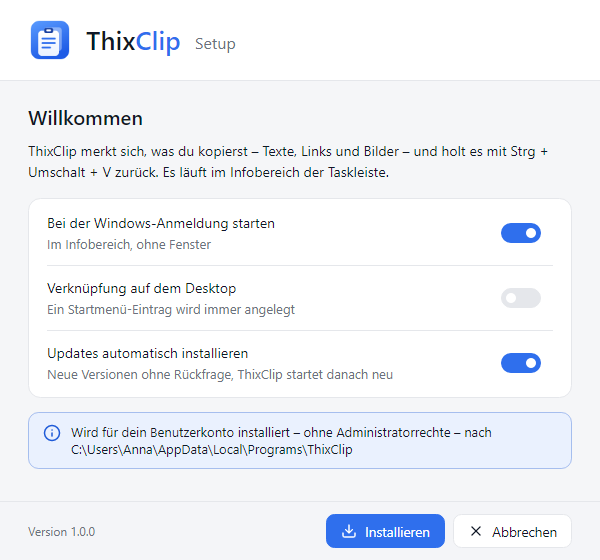 ThixClip Setup
Willkommen
ThixClip merkt sich, was du kopierst – Texte, Links und Bilder – und holt es mit Strg +
Umschalt + V zurück. Es läuft im Infobereich der Taskleiste.
Bei der Windows-Anmeldung starten
Im Infobereich, ohne Fenster
Verknüpfung auf dem Desktop
Ein Startmenü-Eintrag wird immer angelegt
Updates automatisch installieren
Neue Versionen ohne Rückfrage, ThixClip startet danach neu
Wird für dein Benutzerkonto installiert – ohne Administratorrechte – nach
C:\Users\Anna\AppData\Local\Programs\ThixClip
Version 1.0.0
Installieren
Abbrechen